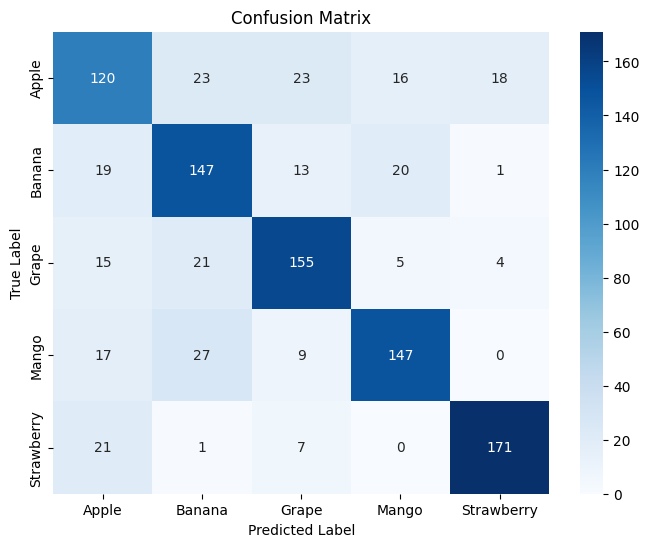 Confusion Matrix
True Label
Apple 120 23 23 16 18
Banana 19 147 13 20 1
Grape 15 21 155 5 4
Mango 17 27 9 147 0
Strawberry 21 1 7 0 171
Apple Banana Grape Mango Strawberry
Predicted Label
160
140
120
100
80
60
40
20
0